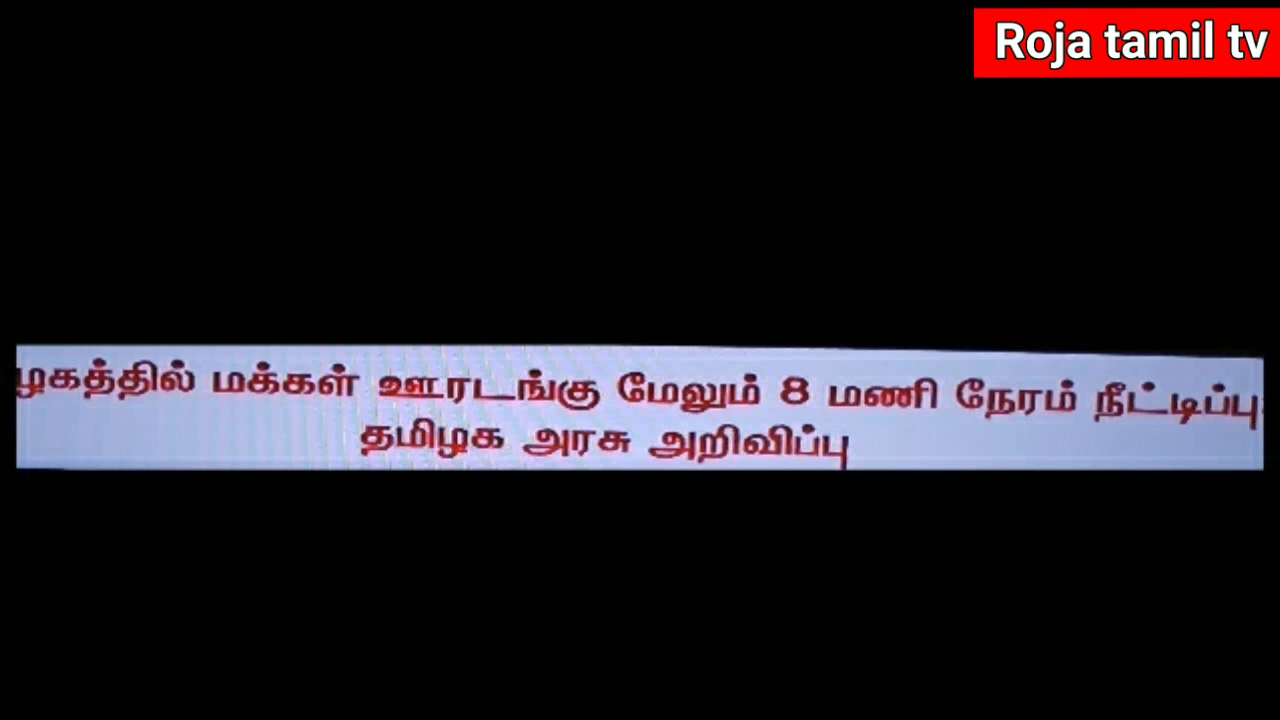 Roja tamil tv
ழகத்தில் மக்கள் ஊரடங்கு மேலும் 8 மணி நேரம் நீட்டிப்பு:
தமிழக அரசு அறிவிப்பு